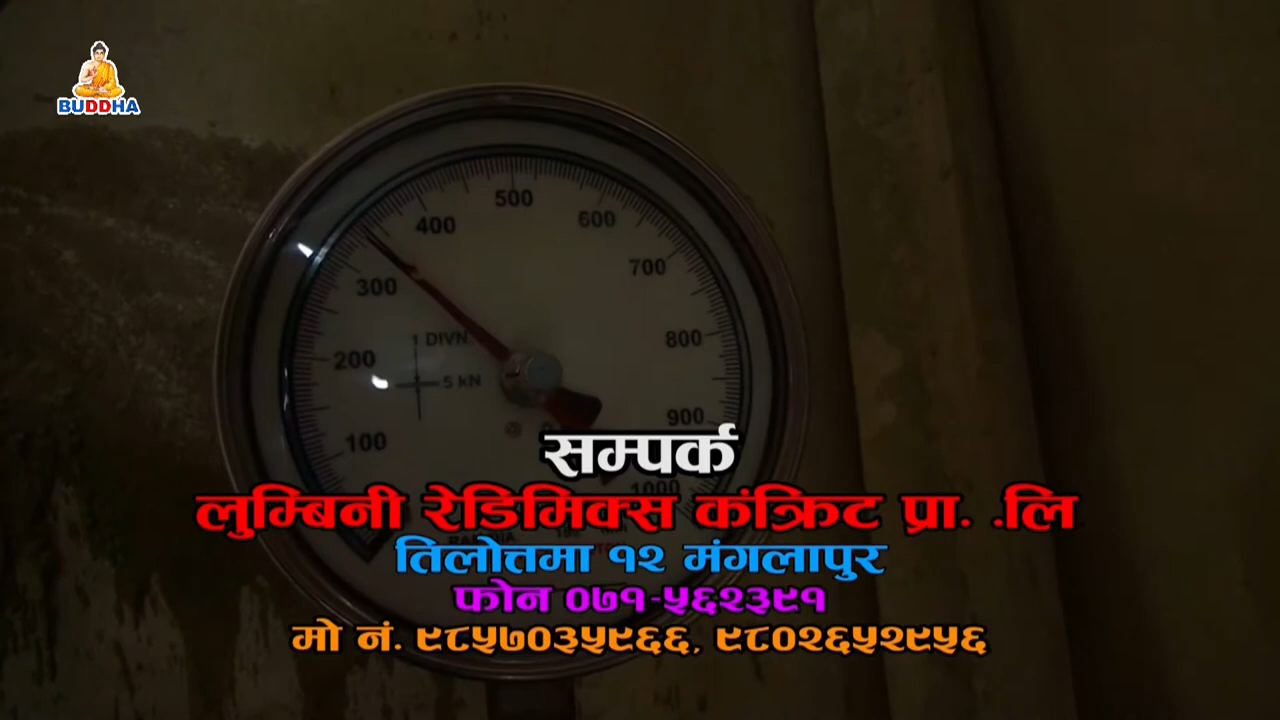 BUDDHA
500
400 600
300 700
1 DIVN.
800
200
5 kN
900
100
1000
सम्पर्क
लुम्बिनी रेडिमिक्स कंक्रिट प्रा. .लि
तिलोत्तमा १२ मंगलापुर
फोन ०७१-५६२३९१
मो नं. ९८५७०३५९६६, ९८०२६५२९५६